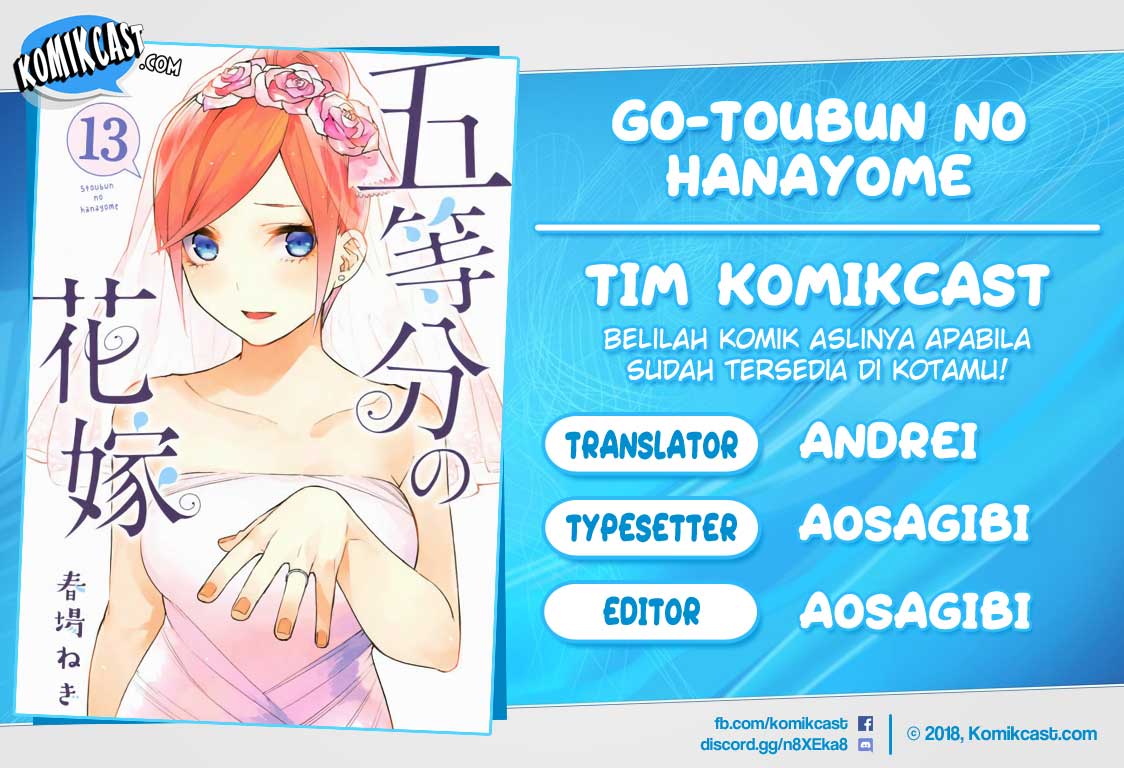 KOMIKCAST.COM
13
5toubun
no
hanayome
五等分の
花嫁
春場ねぎ
GO-TOUBUN NO
HANAYOME
TIM KOMIKCAST
BELILAH KOMIK ASLINYA APABILA
SUDAH TERSEDIA DI KOTAMU!
TRANSLATOR ANDREI
TYPESETTER AOSAGIBI
EDITOR AOSAGIBI
fb.com/komikcast
discord.gg/n8XEka8
© 2018, Komikcast.com